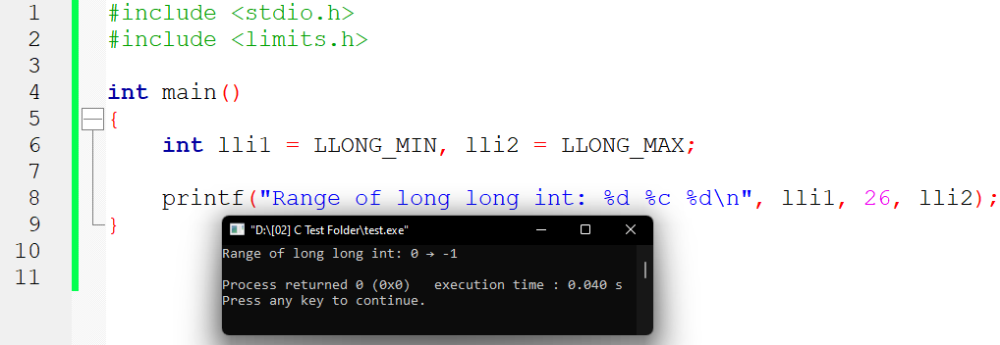 1 #include <stdio.h>
2 #include <limits.h>
3
4 int main()
5 {
6 int lli1 = LLONG_MIN, lli2 = LLONG_MAX;
7
8 printf("Range of long long int: %d %c %d\n", lli1, 26, lli2);
9 }
10
11
"D:\[02] C Test Folder\test.exe"
Range of long long int: 0 → -1
Process returned 0 (0x0) execution time : 0.040 s
Press any key to continue.